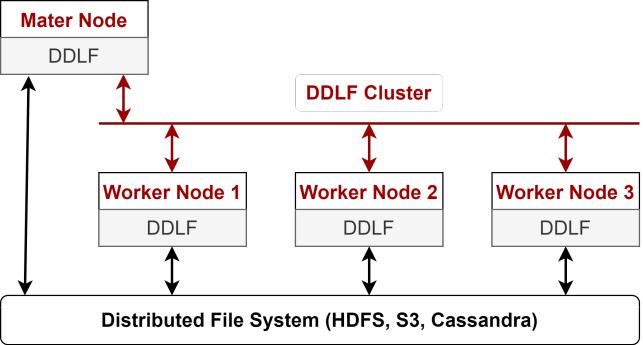 Mater Node
DDLF
DDLF Cluster
Worker Node 1
DDLF
Worker Node 2
DDLF
Worker Node 3
DDLF
Distributed File System (HDFS, S3, Cassandra)